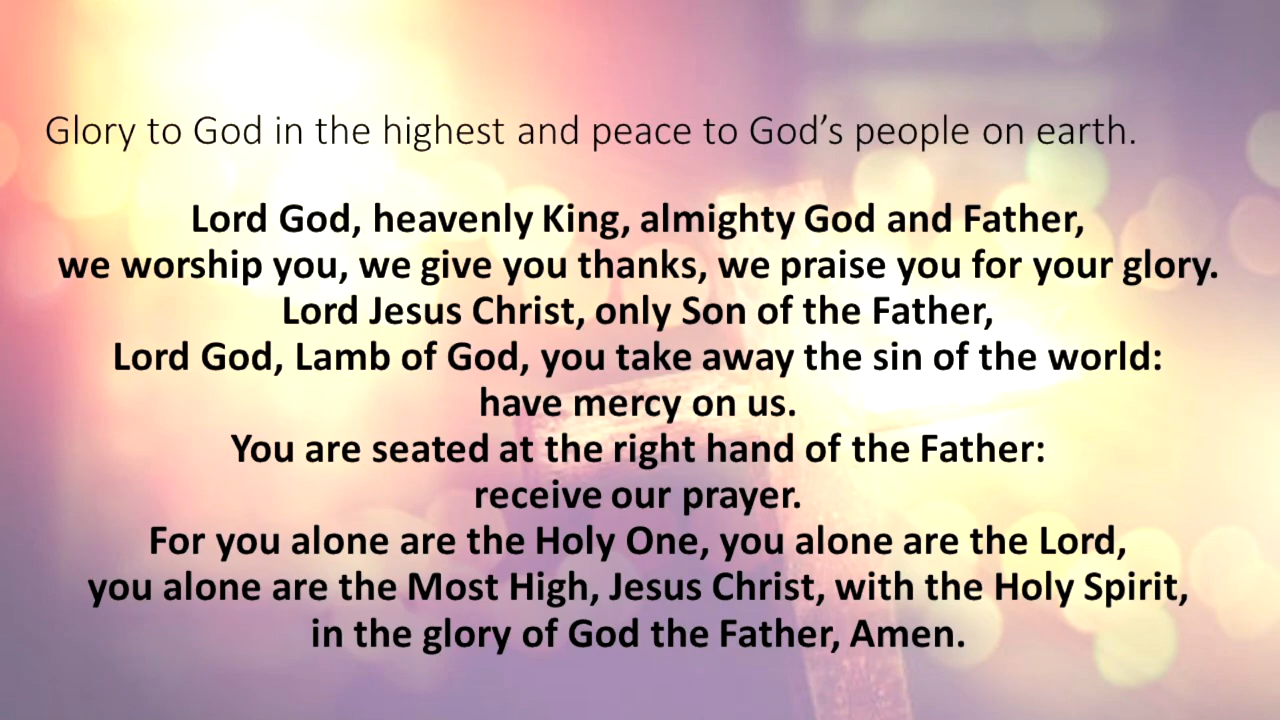 Glory to God in the highest and peace to God’s people on earth.
Lord God, heavenly King, almighty God and Father,
we worship you, we give you thanks, we praise you for your glory.
Lord Jesus Christ, only Son of the Father,
Lord God, Lamb of God, you take away the sin of the world:
have mercy on us.
You are seated at the right hand of the Father:
receive our prayer.
For you alone are the Holy One, you alone are the Lord,
you alone are the Most High, Jesus Christ, with the Holy Spirit,
in the glory of God the Father, Amen.